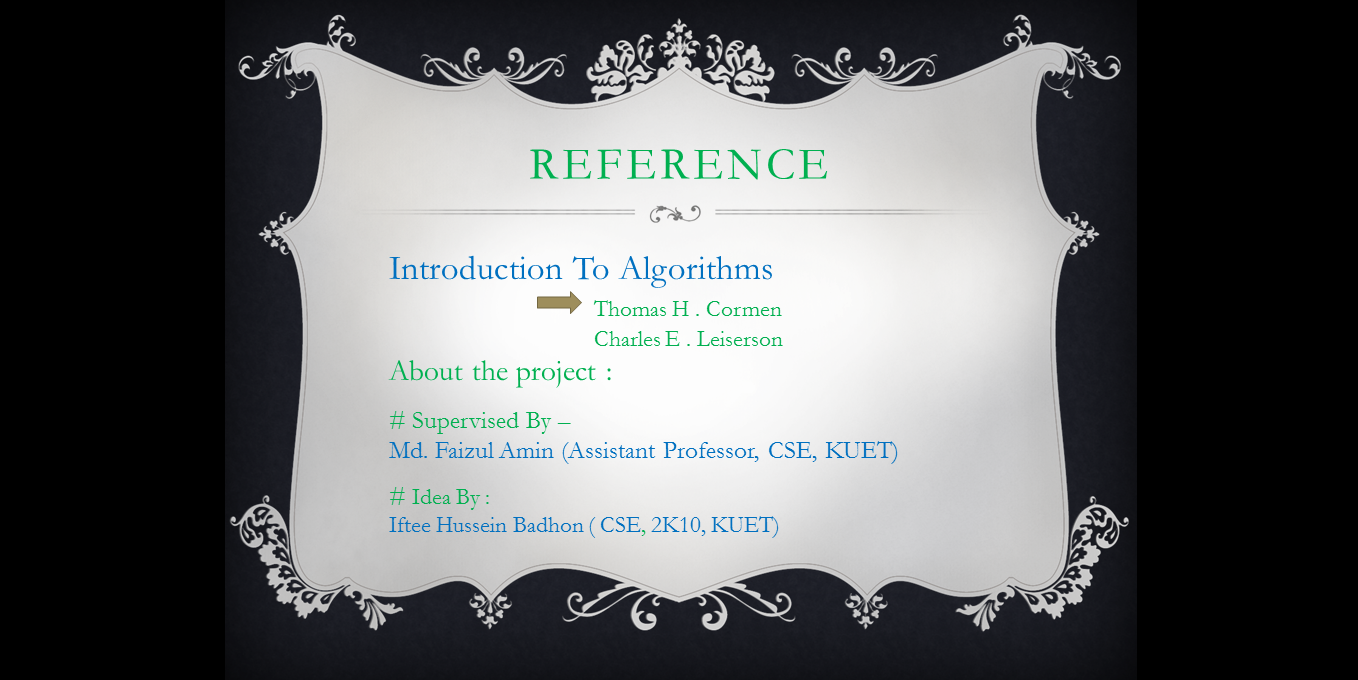 REFERENCE
Introduction To Algorithms
Thomas H . Cormen
Charles E . Leiserson
About the project :
# Supervised By –
Md. Faizul Amin (Assistant Professor, CSE, KUET)
# Idea By :
Iftee Hussein Badhon ( CSE, 2K10, KUET)